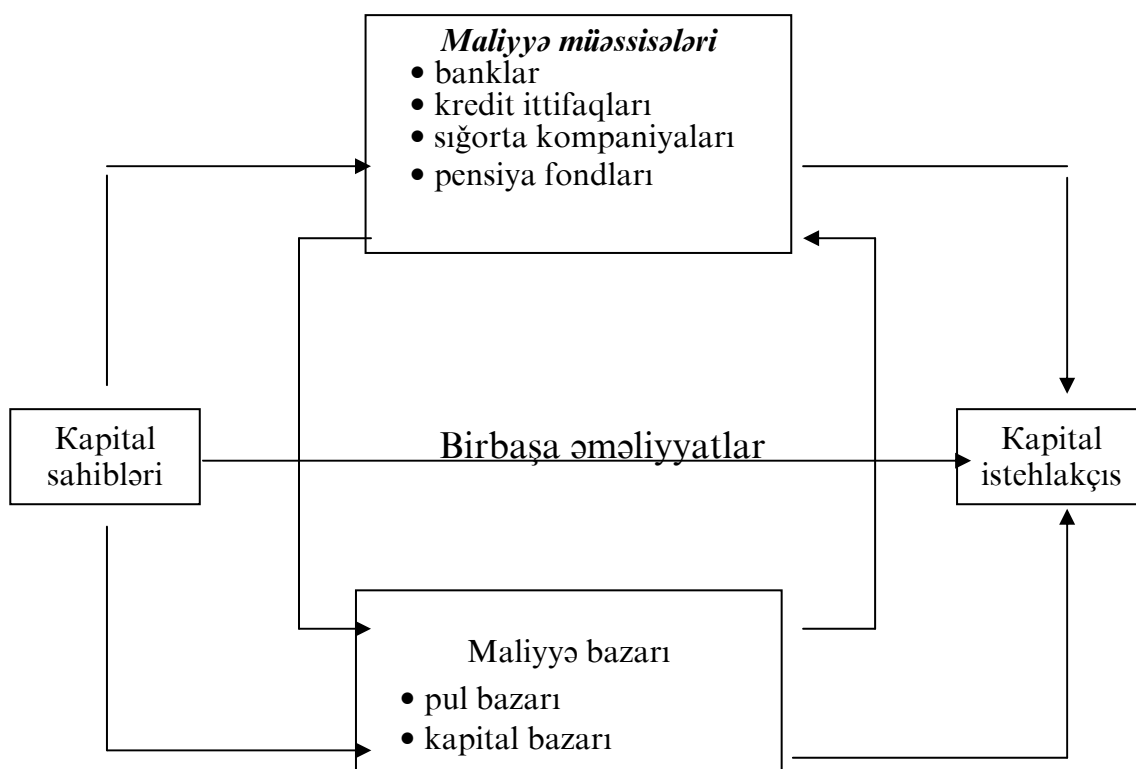 Maliyyə müəssisələri
• banklar
• kredit ittifaqları
• sığorta kompaniyaları
• pensiya fondları
Kapital
sahibləri
Birbaşa əməliyyatlar
Kapital
istehlakçıs
Maliyyə bazarı
• pul bazarı
• kapital bazarı